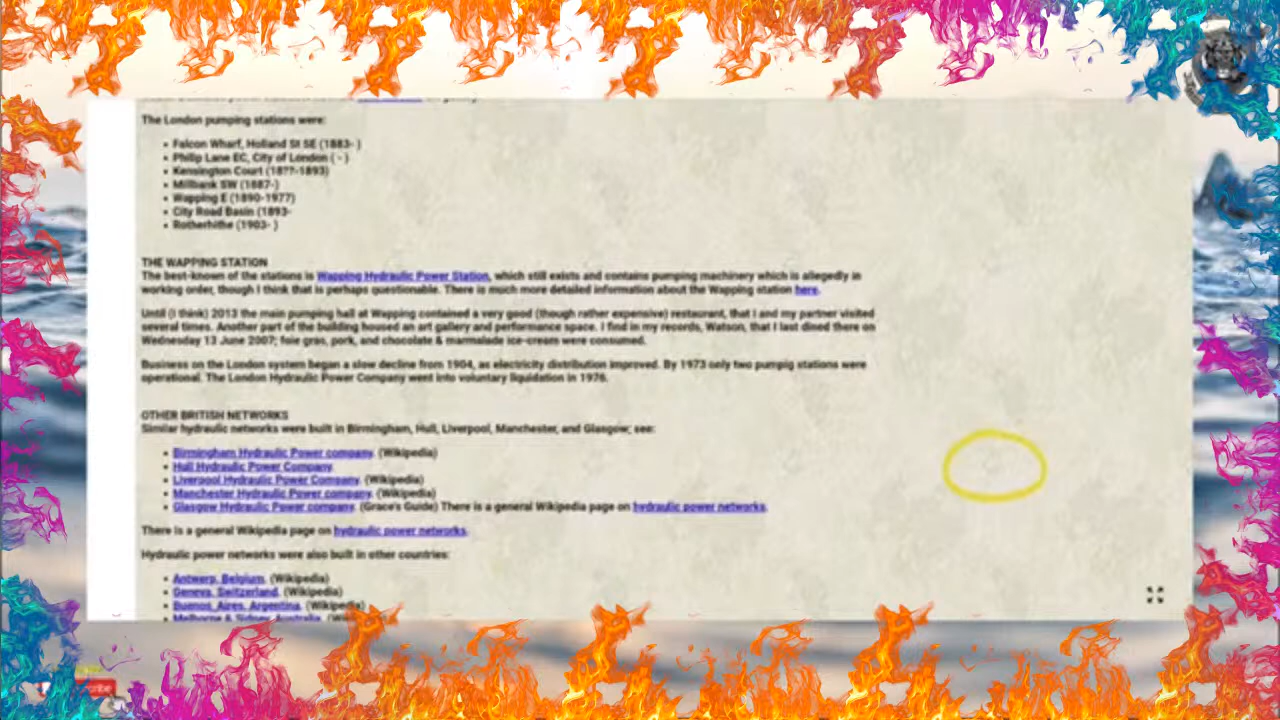 The London pumping stations were:
• Falcon Wharf, Holland St SE (1883- )
• Philip Lane EC, City of London ( - )
• Kensington Court (18??-1893)
• Millbank SW (1887-)
• Wapping E (1890-1977)
• City Road Basin (1893-
• Rotherhithe (1903- )
THE WAPPING STATION
The best-known of the stations is Wapping Hydraulic Power Station, which still exists and contains pumping machinery which is allegedly in
working order, though I think that is perhaps questionable. There is much more detailed information about the Wapping station here.
Until (I think) 2013 the main pumping hall at Wapping contained a very good (though rather expensive) restaurant, that I and my partner visited
several times. Another part of the building housed an art gallery and performance space. I find in my records, Watson, that I last dined there on
Wednesday 13 June 2007; foie gras, pork, and chocolate & marmalade ice-cream were consumed.
Business on the London system began a slow decline from 1904, as electricity distribution improved. By 1973 only two pumpig stations were
operational. The London Hydraulic Power Company went into voluntary liquidation in 1976.
OTHER BRITISH NETWORKS
Similar hydraulic networks were built in Birmingham, Hull, Liverpool, Manchester, and Glasgow; see:
• Birmingham Hydraulic Power company. (Wikipedia)
• Hull Hydraulic Power Company.
• Liverpool Hydraulic Power Company. (Wikipedia)
• Manchester Hydraulic Power company. (Wikipedia)
• Glasgow Hydraulic Power company. (Grace's Guide) There is a general Wikipedia page on hydraulic power networks.
There is a general Wikipedia page on hydraulic power networks.
Hydraulic power networks were also built in other countries:
• Antwerp, Belgium. (Wikipedia)
• Geneva, Switzerland. (Wikipedia)
• Buenos_Aires, Argentina. (Wikipedia)
• Melborne & Sidney, Australia.